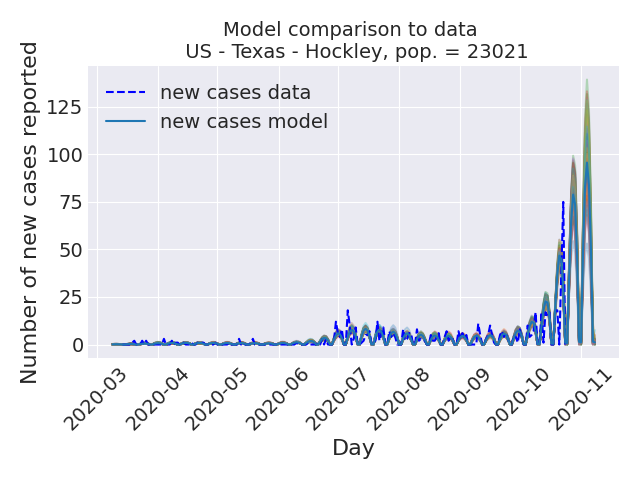 Model comparison to data
US - Texas - Hockley, pop. = 23021
new cases data
new cases model
Number of new cases reported
125
100
75
50
25
0
2020-03
2020-04
2020-05
2020-06
2020-07
2020-08
2020-09
2020-10
2020-11
Day